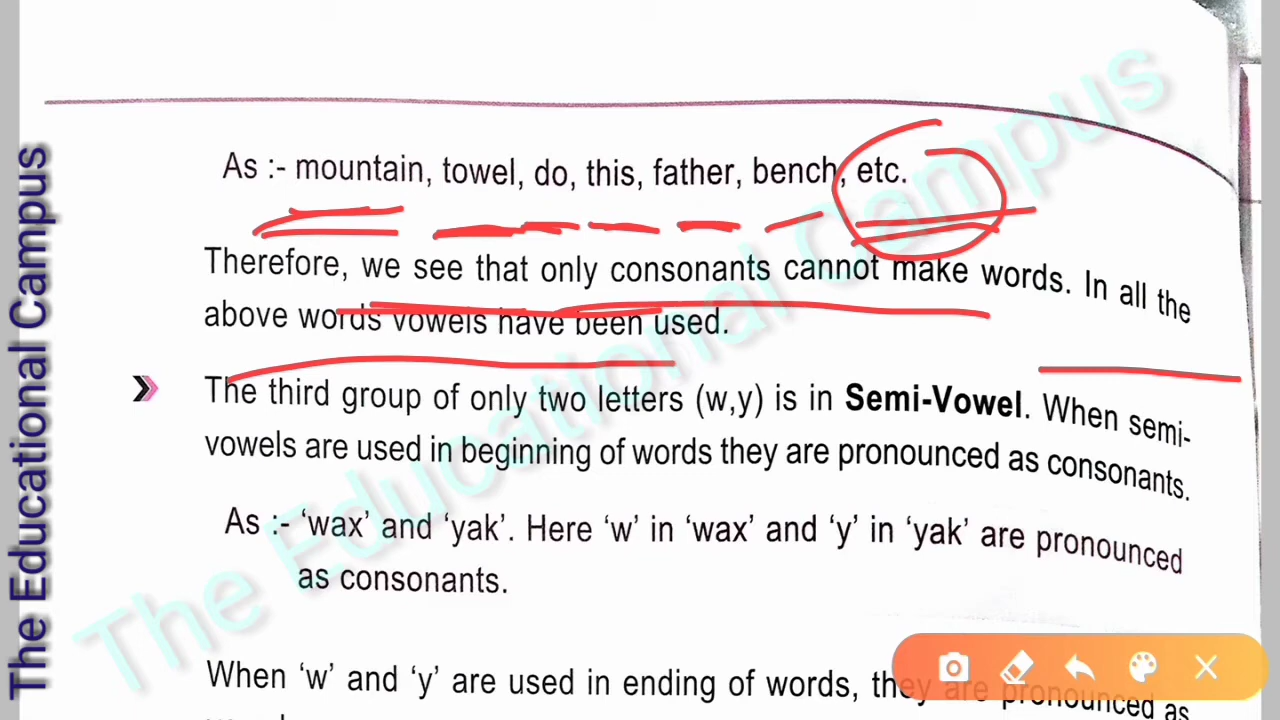 As :- mountain, towel, do, this, father, bench, etc.
Therefore, we see that only consonants cannot make words. In all the
above words vowels have been used.
The third group of only two letters (w,y) is in Semi-Vowel. When semi-
vowels are used in beginning of words they are pronounced as consonants.
As :- ‘wax’ and ‘yak’. Here ‘w’ in ‘wax’ and ‘y’ in ‘yak’ are pronounced
as consonants.
When ‘w’ and ‘y’ are used in ending of words, they are pronounced as
The Educational Campus
The Educational Campus